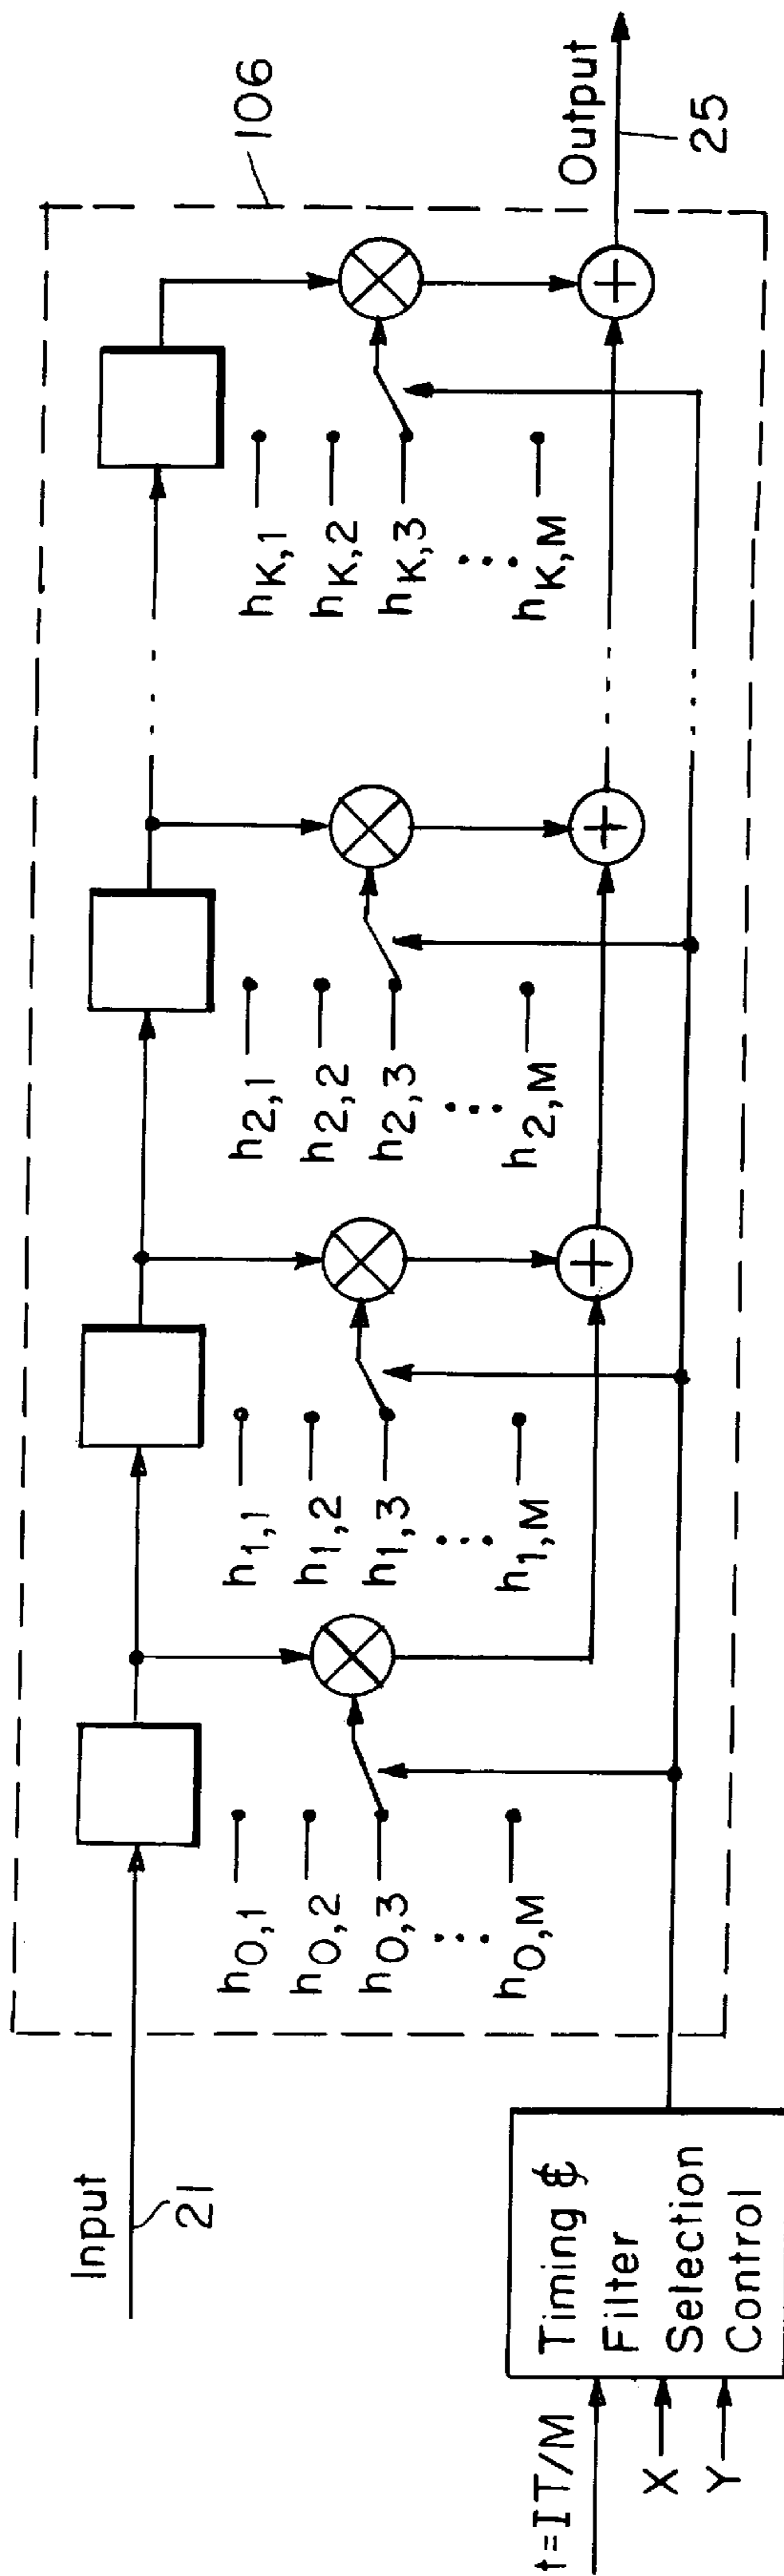 Input
21
106
Output
25
h0,1
h0,2
h0,3
h0,M
h1,1
h1,2
h1,3
h1,M
h2,1
h2,2
h2,3
h2,M
hK,1
hK,2
hK,3
hK,M
t=IT/M
X
Y
Timing &
Filter
Selection
Control